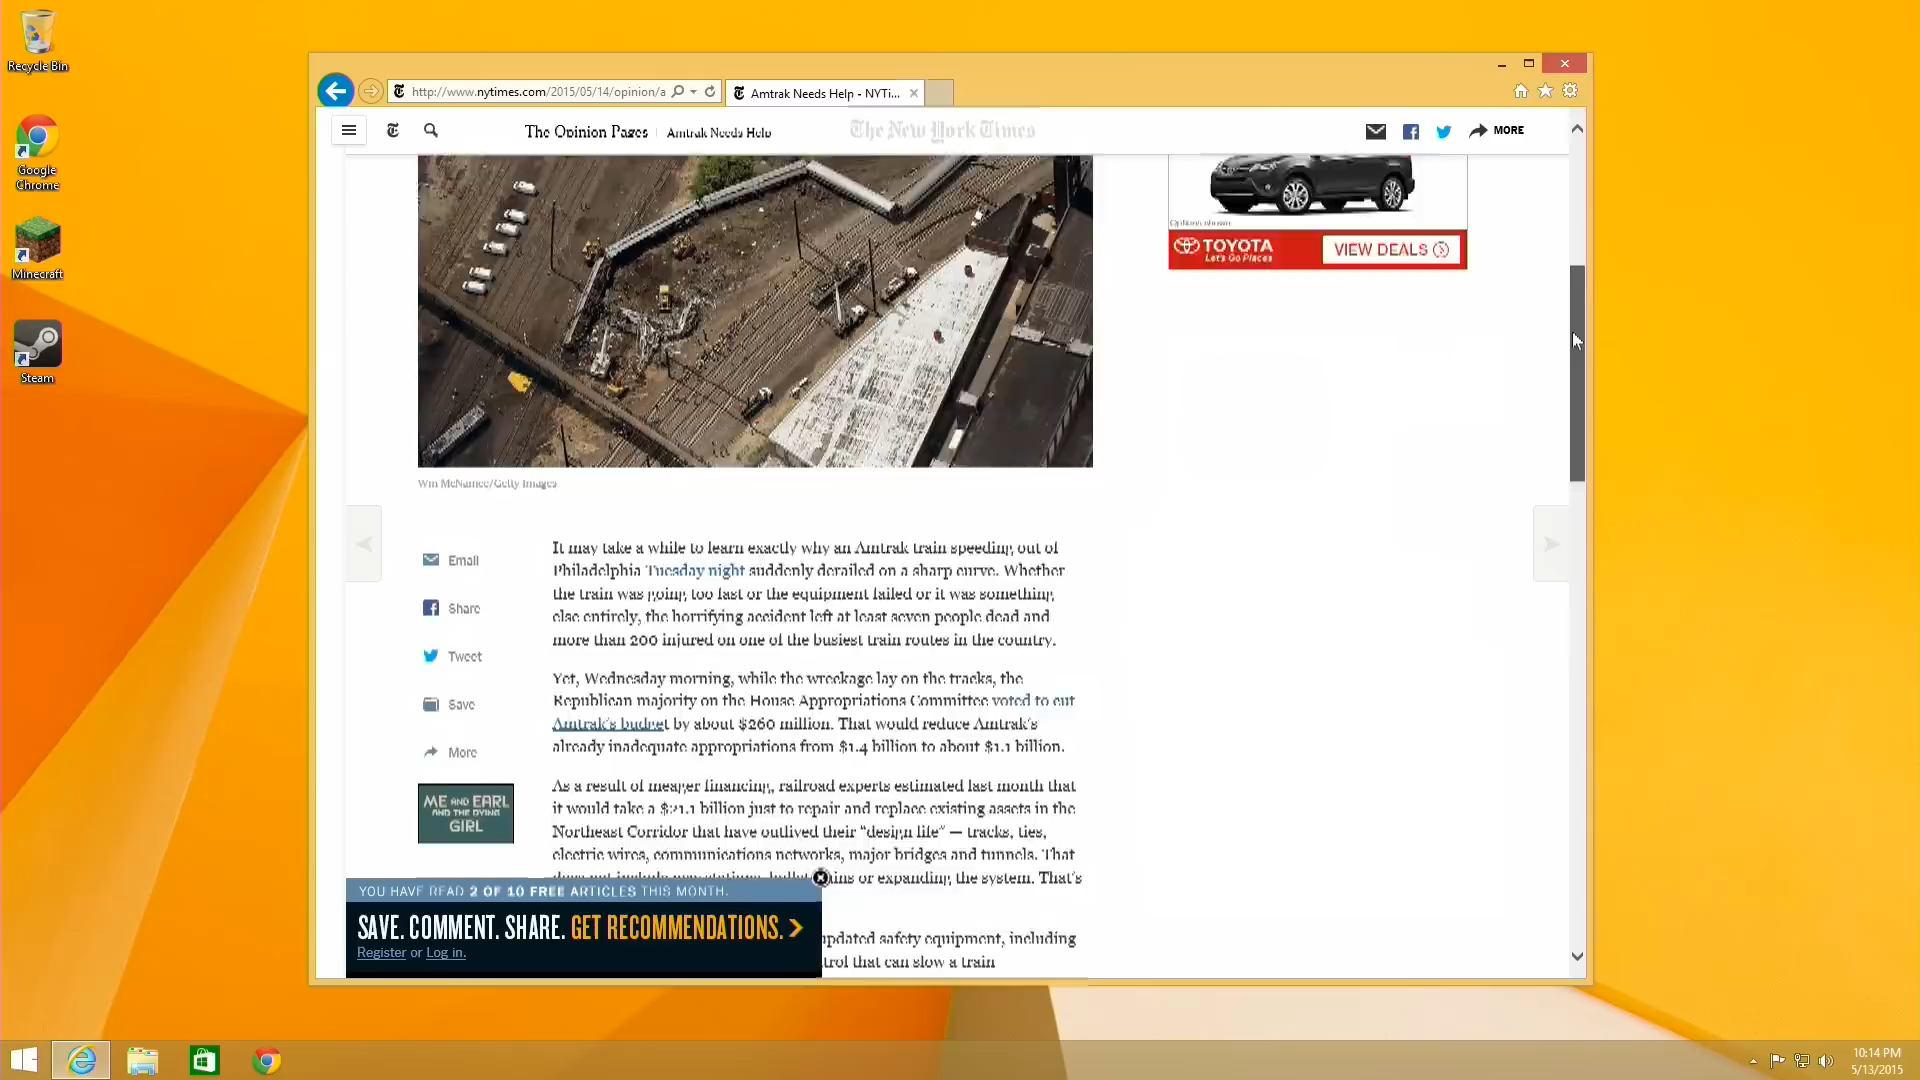 Recycle Bin
Google
Chrome
Minecraft
Steam
http://www.nytimes.com/2015/05/14/opinion/a
Amtrak Needs Help - NYTi...
The Opinion Pages
Amtrak Needs Help
The New York Times
MORE
TOYOTA
Let's Go Places
VIEW DEALS
Win McNamee/Getty Images
Email
Share
Tweet
Save
More
ME AND EARL
AND THE DYING
GIRL
It may take a while to learn exactly why an Amtrak train speeding out of
Philadelphia Tuesday night suddenly derailed on a sharp curve. Whether
the train was going too fast or the equipment failed or it was something
else entirely, the horrifying accident left at least seven people dead and
more than 200 injured on one of the busiest train routes in the country.
Yet, Wednesday morning, while the wreckage lay on the tracks, the
Republican majority on the House Appropriations Committee voted to cut
Amtrak's budget by about $260 million. That would reduce Amtrak's
already inadequate appropriations from $1.4 billion to about $1.1 billion.
As a result of meager financing, railroad experts estimated last month that
it would take a $21.1 billion just to repair and replace existing assets in the
Northeast Corridor that have outlived their “design life” — tracks, ties,
electric wires, communications networks, major bridges and tunnels. That
or expanding the system. That's
updated safety equipment, including
that can slow a train
YOU HAVE READ 2 OF 10 FREE ARTICLES THIS MONTH.
SAVE. COMMENT. SHARE. GET RECOMMENDATIONS.
Register or Log in.
10:14 PM
5/13/2015